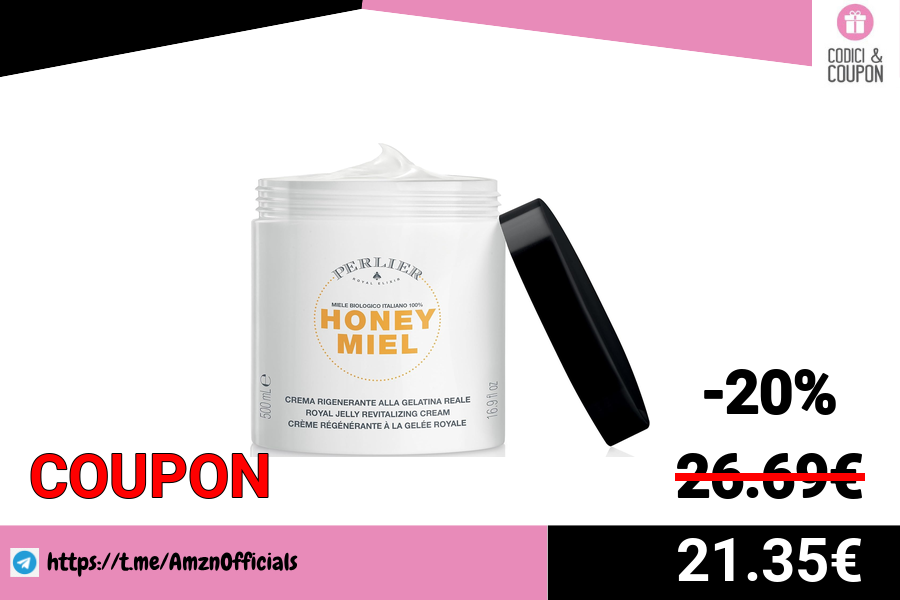 CODICI &
COUPON
PERLIER
ROYAL ELIXIR
MIELE BIOLOGICO ITALIANO 100%
HONEY
MIEL
CREMA RIGENERANTE ALLA GELATINA REALE
ROYAL JELLY REVITALIZING CREAM
CRÈME RÉGÉNÉRANTE À LA GELÉE ROYALE
500 mL ℮
16.9 fl oz
-20%
COUPON
26.69€
https://t.me/AmznOfficials
21.35€